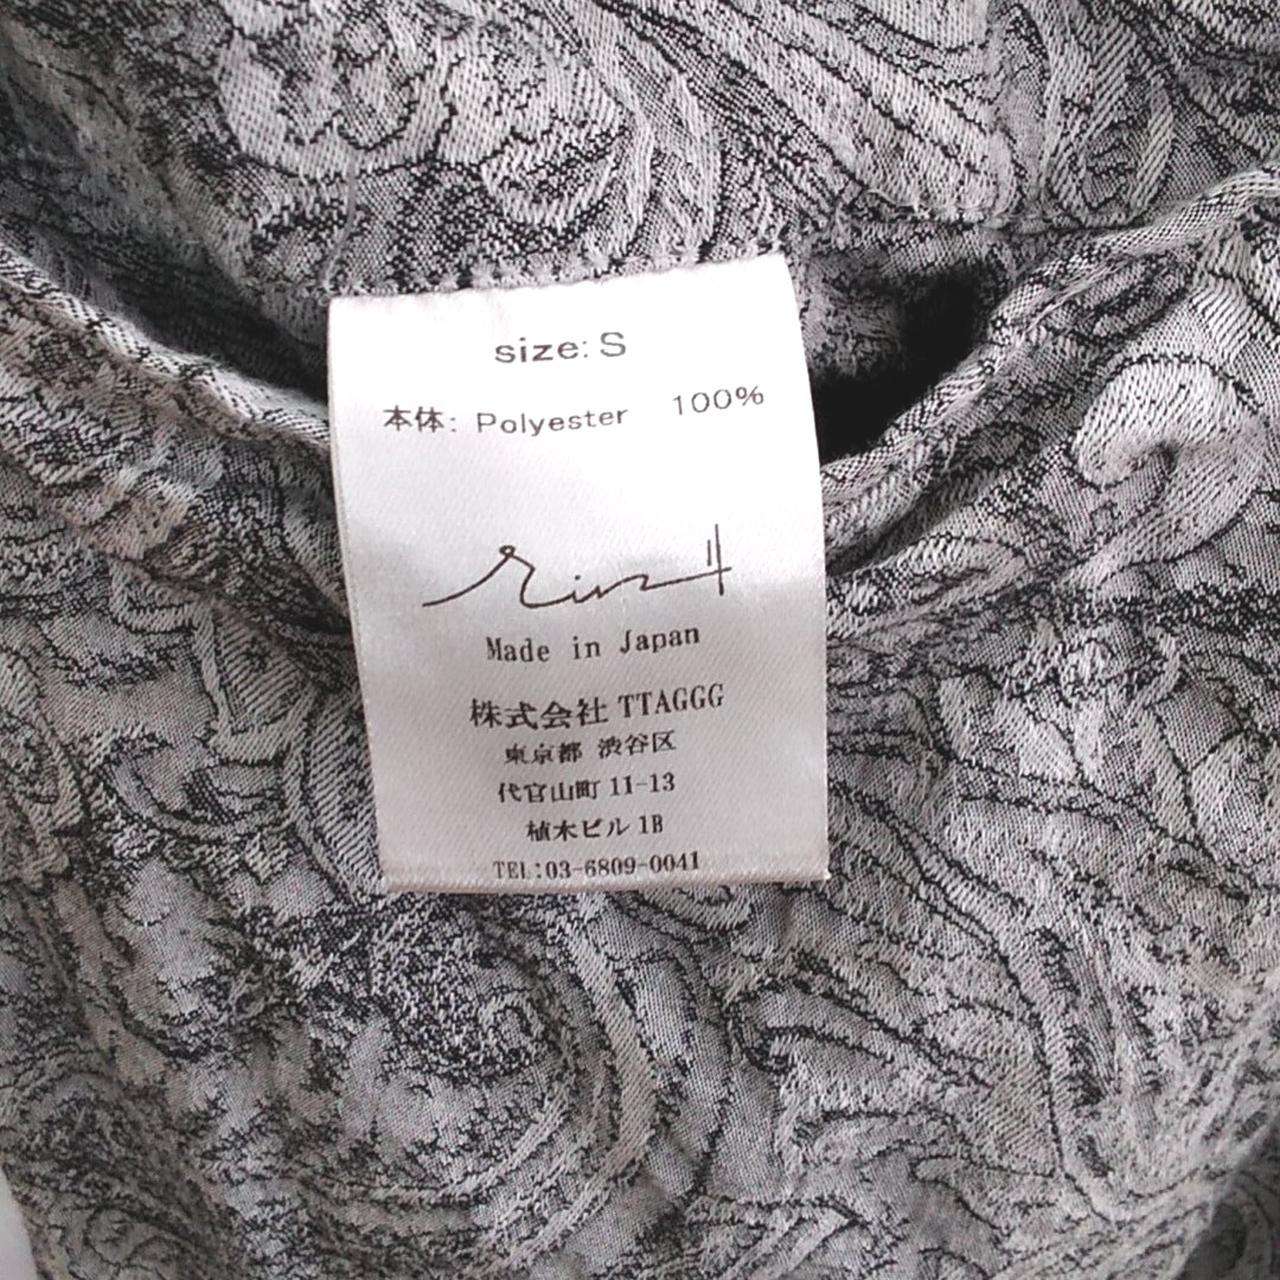 size: S
本体: Polyester 100%
Made in Japan
株式会社 TTAGGG
東京都 渋谷区
代官山町 11-13
植木ビル 1B
TEL:03-6809-0041